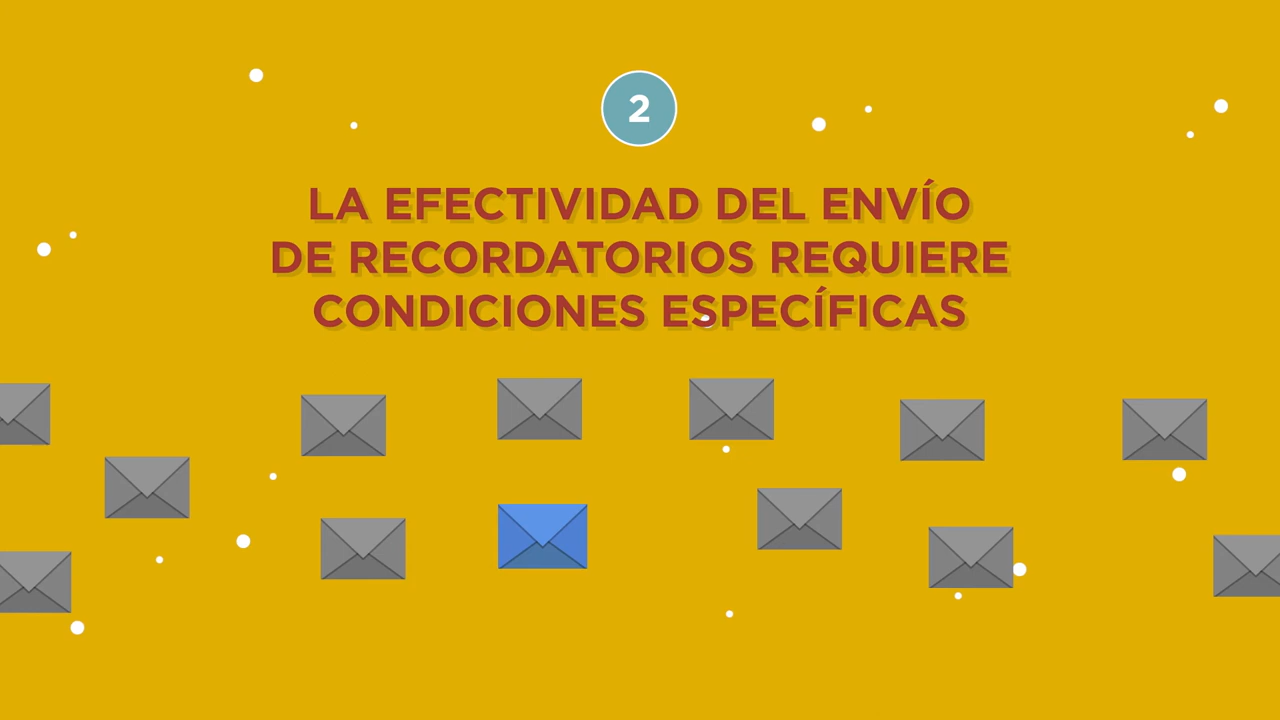 2
LA EFECTIVIDAD DEL ENVÍO
DE RECORDATORIOS REQUIERE
CONDICIONES ESPECÍFICAS